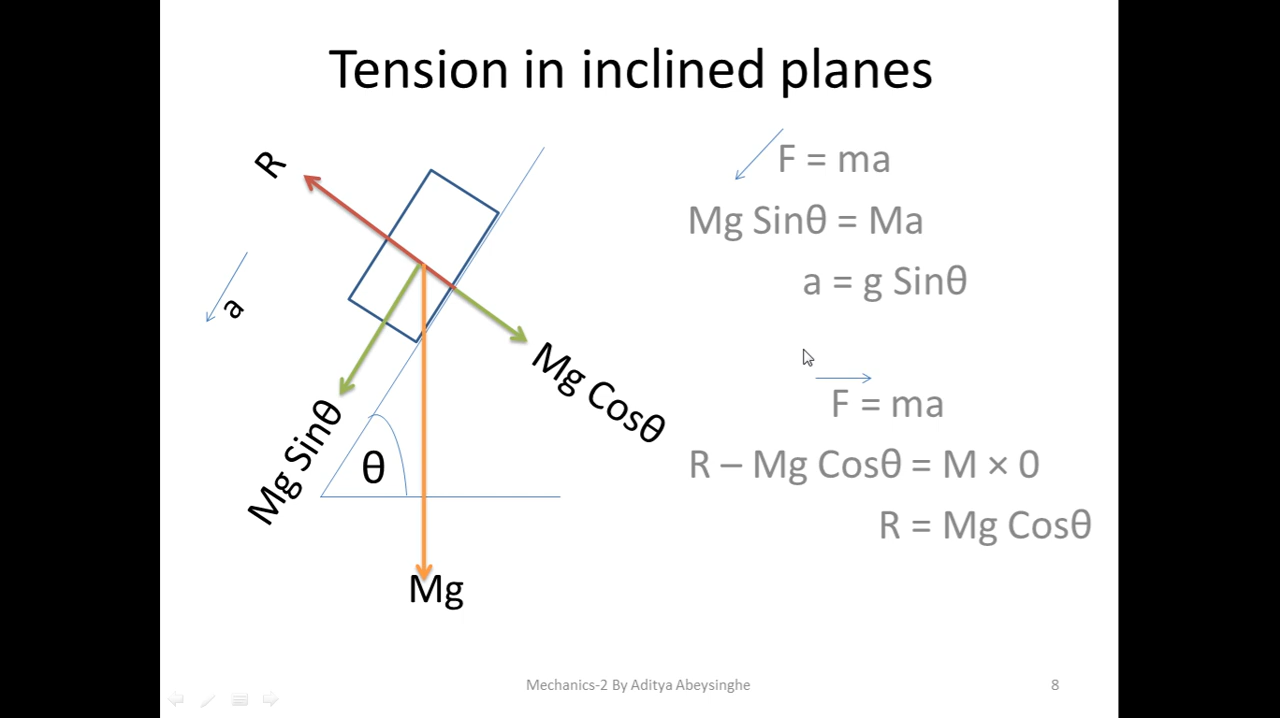 Tension in inclined planes
R
a
Mg Sinθ
θ
Mg Cosθ
Mg
F = ma
Mg Sinθ = Ma
a = g Sinθ
F = ma
R – Mg Cosθ = M × 0
R = Mg Cosθ
Mechanics-2 By Aditya Abeysinghe
8